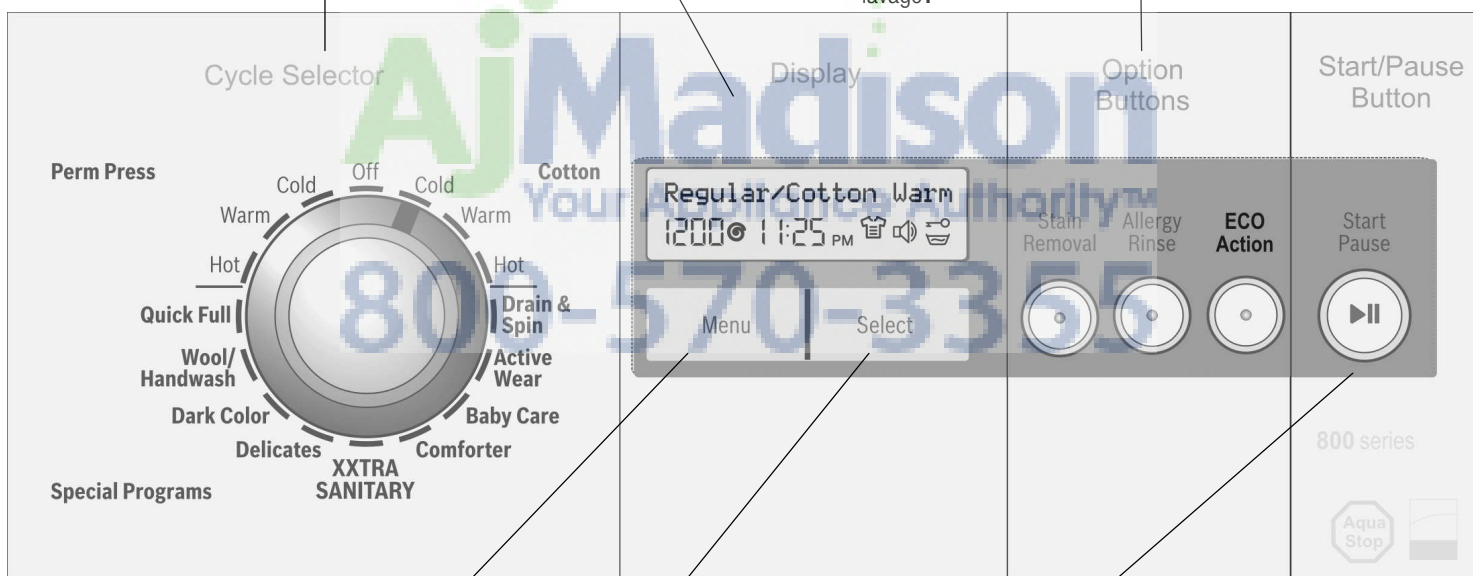 lavage.
Cycle Selector
Display
Option
Buttons
Start/Pause
Button
AjMadison
Your Appliance Authority™
800-570-3355
Perm Press
Cotton
Off
Cold
Cold
Warm
Warm
Hot
Hot
Quick Full
Drain &
Spin
Wool/
Handwash
Active
Wear
Dark Color
Baby Care
Delicates
Comforter
XXTRA
SANITARY
Special Programs
Regular/Cotton Warm
1200 11:25 PM
Menu
Select
Stain
Removal
Allergy
Rinse
ECO
Action
Start
Pause
800 series
Aqua
Stop